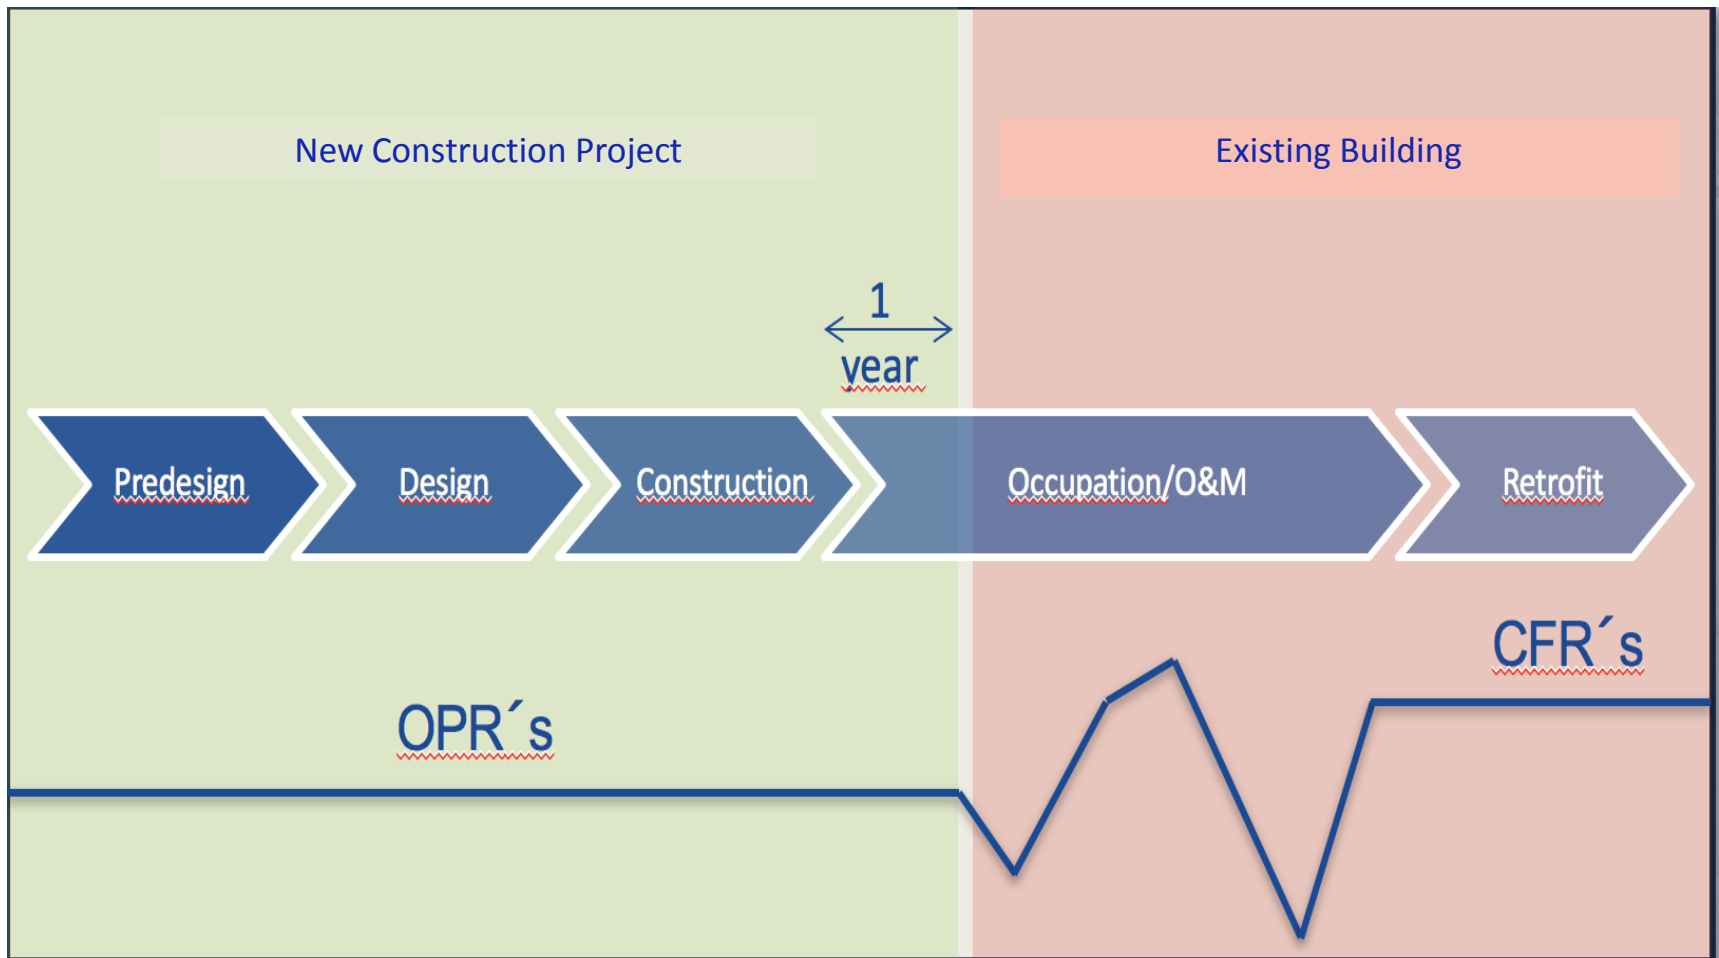 New Construction Project
Existing Building
1
year
Predesign
Design
Construction
Occupation/O&M
Retrofit
CFR´s
OPR´s